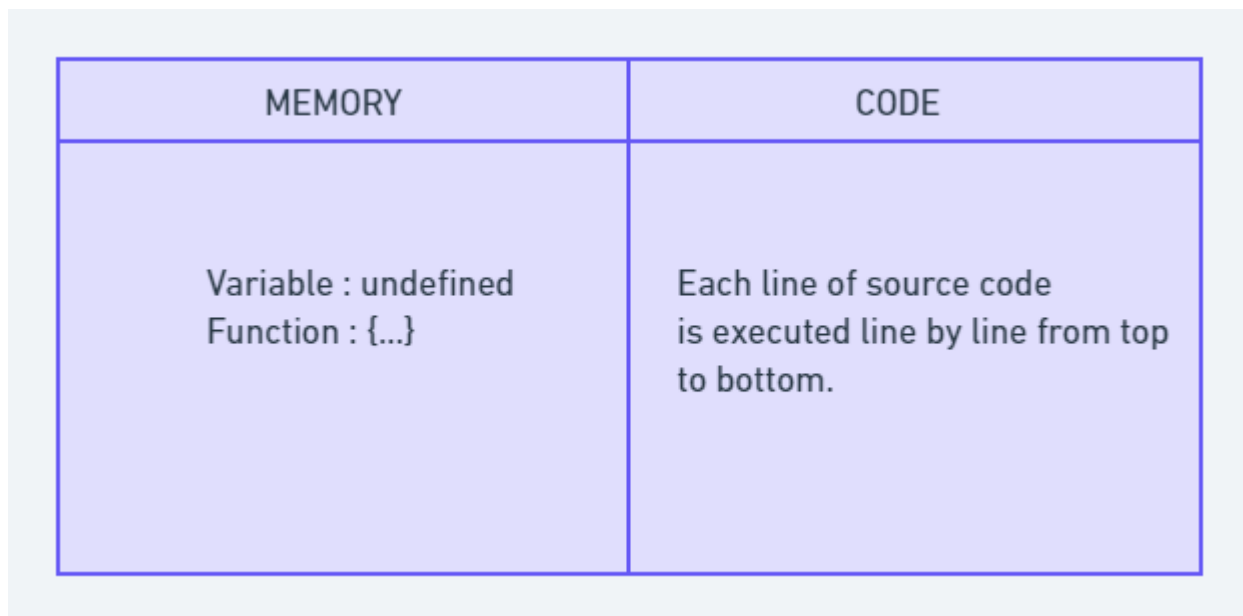 MEMORY
CODE
Variable : undefined
Function : {...}
Each line of source code
is executed line by line from top
to bottom.